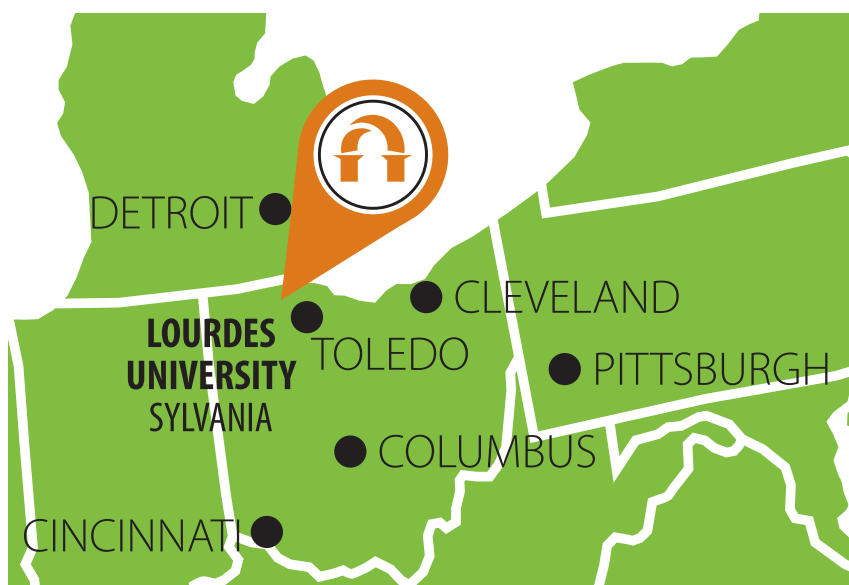 DETROIT
CLEVELAND
LOURDES
UNIVERSITY
SYLVANIA
TOLEDO
PITTSBURGH
COLUMBUS
CINCINNATI